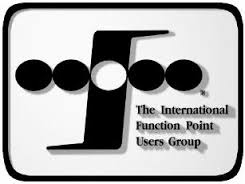 The International
Function Point
Users Group